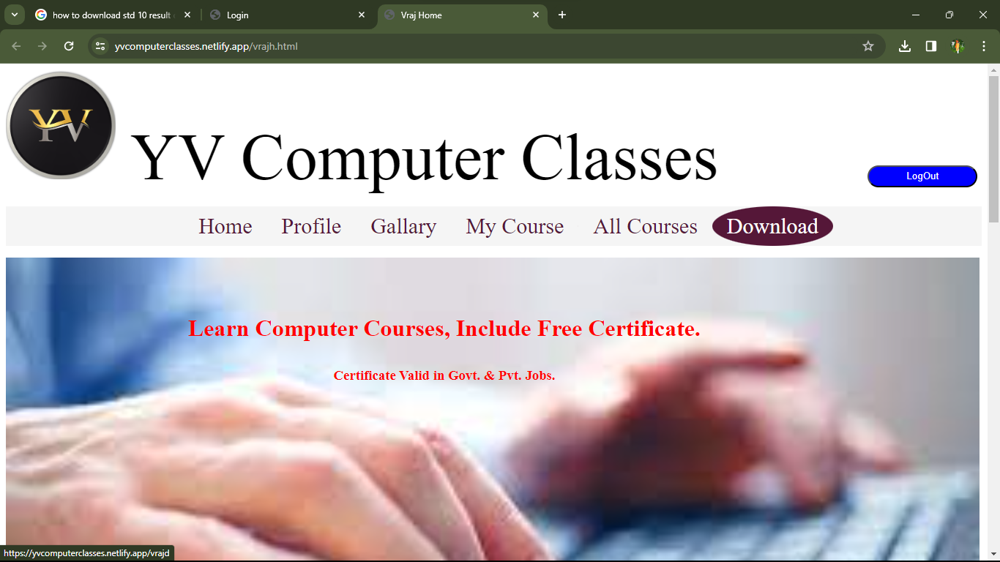 how to download std 10 result
Login
Vraj Home
yvcomputerclasses.netlify.app/vrajh.html
YV
YV Computer Classes
LogOut
Home Profile Gallary My Course All Courses Download
Learn Computer Courses, Include Free Certificate.
Certificate Valid in Govt. & Pvt. Jobs.
https://yvcomputerclasses.netlify.app/vrajd